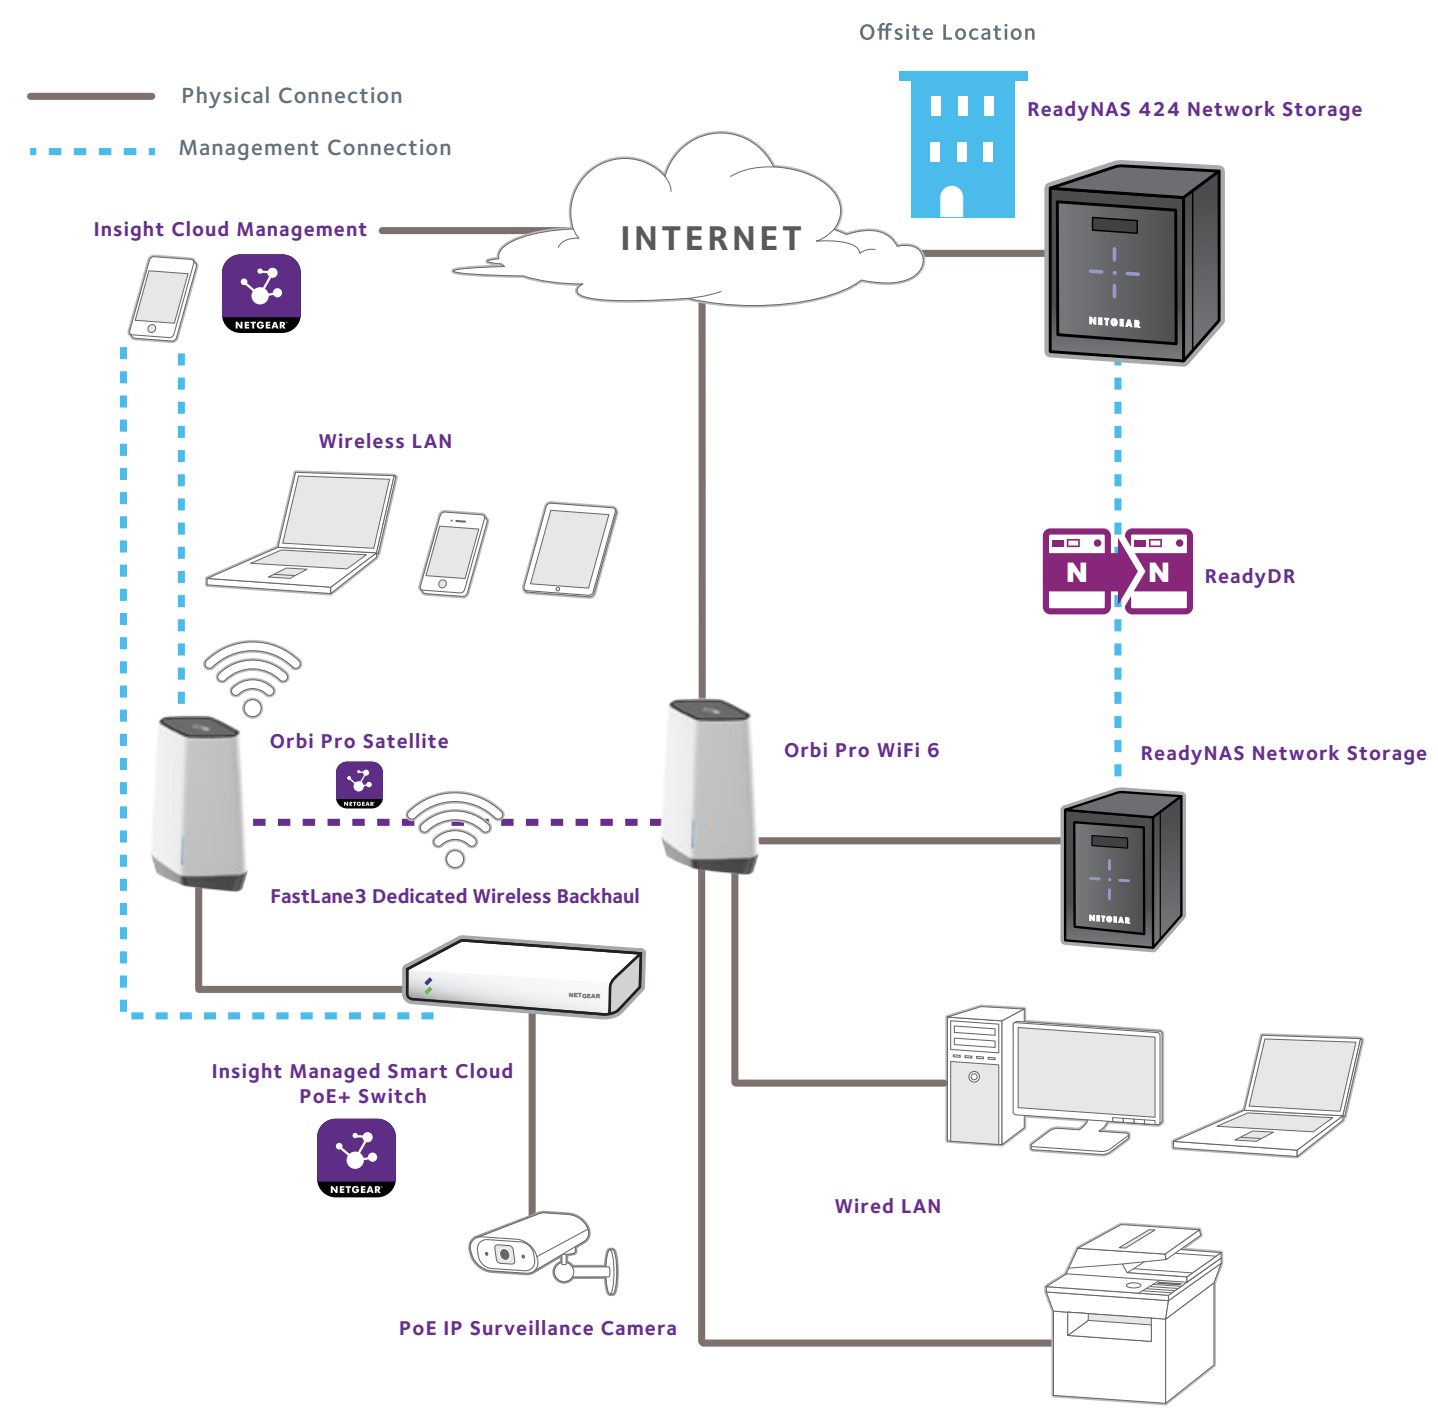 Offsite Location
Physical Connection
ReadyNAS 424 Network Storage
Management Connection
Insight Cloud Management
INTERNET
NETGEAR
NETGEAR
Wireless LAN
N N
ReadyDR
Orbi Pro Satellite
Orbi Pro WiFi 6
ReadyNAS Network Storage
NETGEAR
FastLane3 Dedicated Wireless Backhaul
NETGEAR
NETGEAR
Insight Managed Smart Cloud
PoE+ Switch
NETGEAR
Wired LAN
PoE IP Surveillance Camera